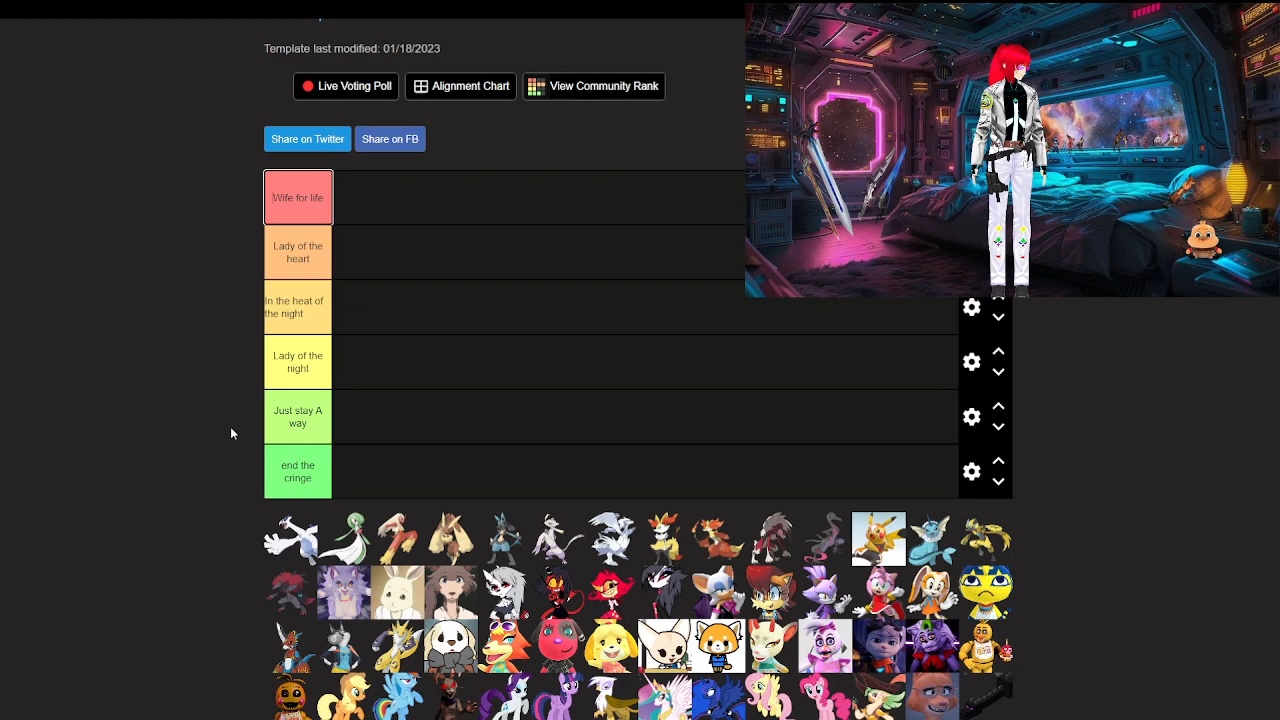 Template last modified: 01/18/2023
Live Voting Poll
Alignment Chart
View Community Rank
Share on Twitter
Share on FB
Wife for life
Lady of the
heart
In the heat of
the night
Lady of the
night
Just stay A
way
end the
cringe